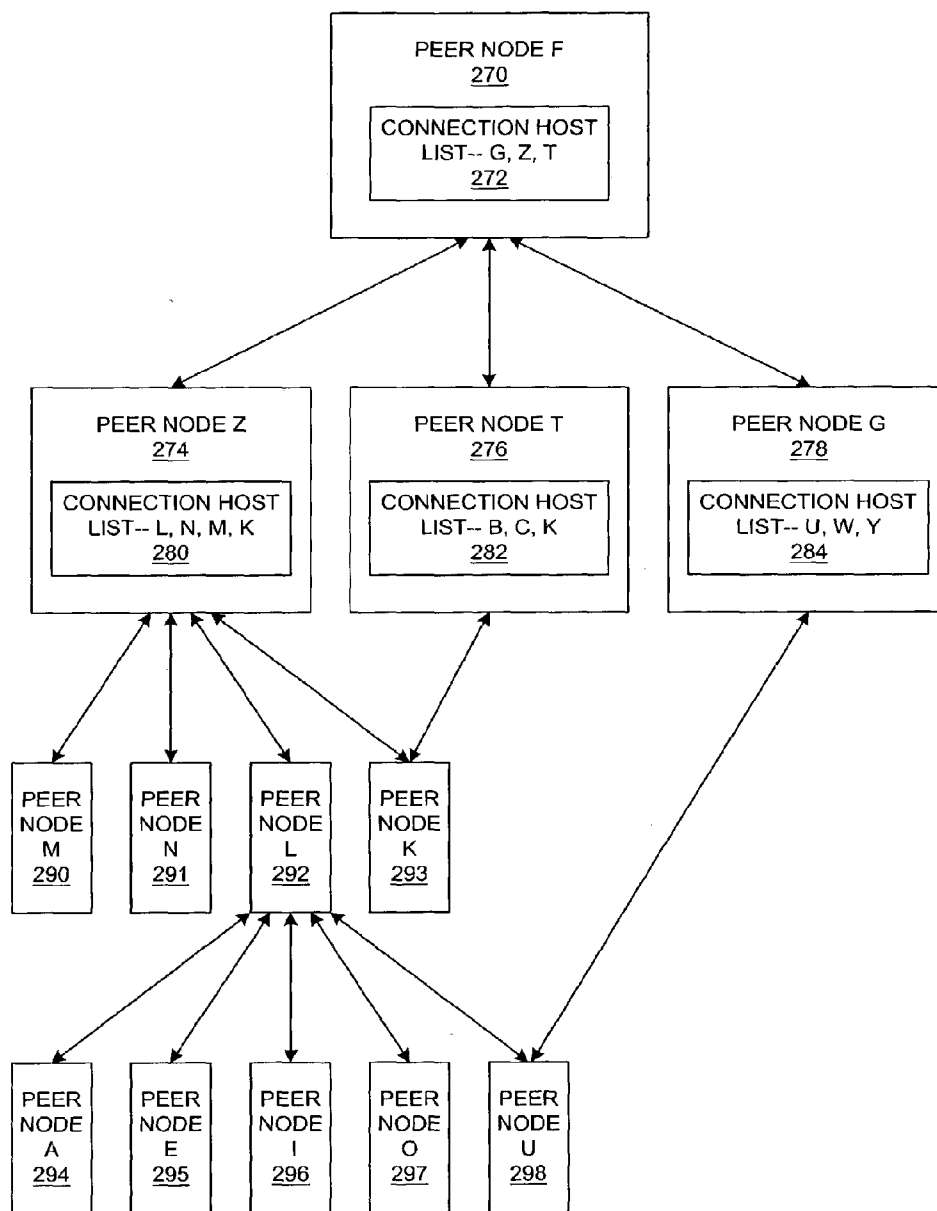 PEER NODE F
270
CONNECTION HOST
LIST-- G, Z, T
272
PEER NODE Z
274
CONNECTION HOST
LIST-- L, N, M, K
280
PEER NODE T
276
CONNECTION HOST
LIST-- B, C, K
282
PEER NODE G
278
CONNECTION HOST
LIST-- U, W, Y
284
PEER
NODE
M
290
PEER
NODE
N
291
PEER
NODE
L
292
PEER
NODE
K
293
PEER
NODE
A
294
PEER
NODE
E
295
PEER
NODE
I
296
PEER
NODE
O
297
PEER
NODE
U
298